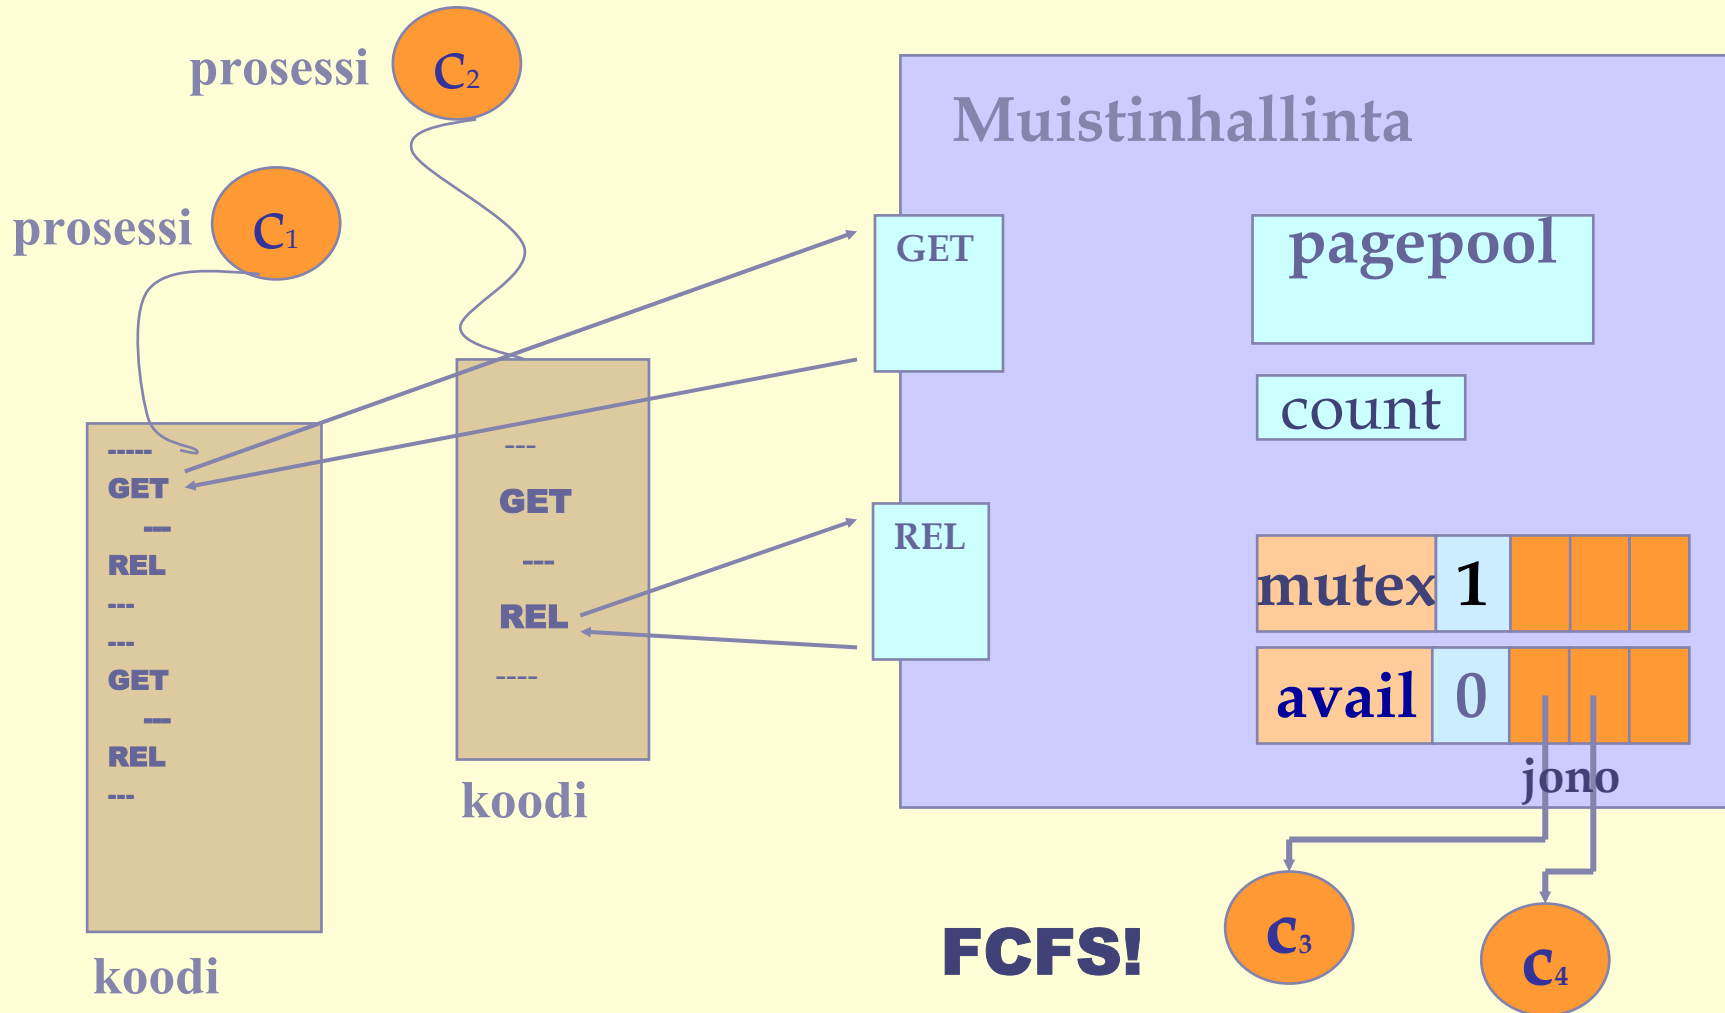 prosessi
C2
prosessi
C1
Muistinhallinta
GET
pagepool
count
REL
mutex 1
avail 0
jono
-----
GET
---
REL
---
---
GET
---
REL
---
koodi
---
GET
---
REL
----
koodi
FCFS!
C3
C4